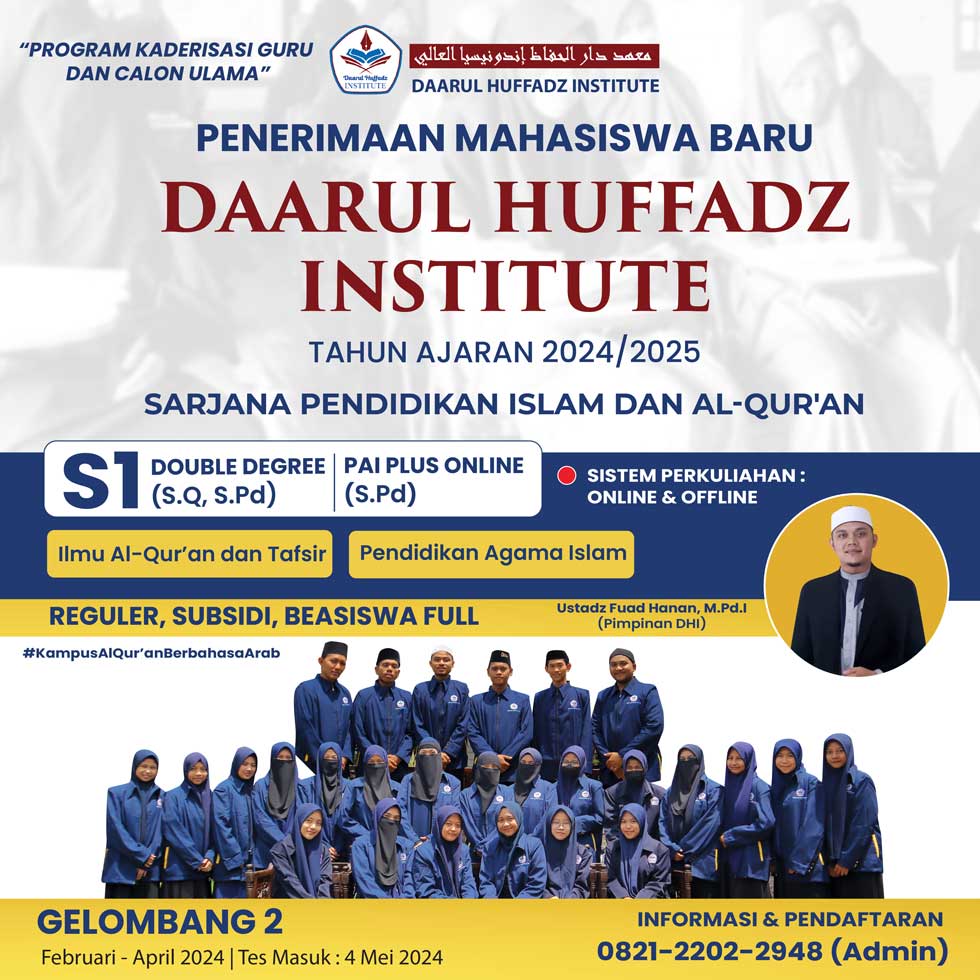 “PROGRAM KADERISASI GURU
DAN CALON ULAMA”
Daarul Huffadz
INSTITUTE
معهد دار الحفاظ إندونيسيا العالي
DAARUL HUFFADZ INSTITUTE
PENERIMAAN MAHASISWA BARU
DAARUL HUFFADZ
INSTITUTE
TAHUN AJARAN 2024/2025
SARJANA PENDIDIKAN ISLAM DAN AL-QUR'AN
S1
DOUBLE DEGREE
(S.Q, S.Pd)
PAI PLUS ONLINE
(S.Pd)
SISTEM PERKULIAHAN :
ONLINE & OFFLINE
Ilmu Al-Qur’an dan Tafsir
Pendidikan Agama Islam
REGULER, SUBSIDI, BEASISWA FULL
Ustadz Fuad Hanan, M.Pd.I
(Pimpinan DHI)
#KampusAlQur’anBerbahasaArab
GELOMBANG 2
Februari - April 2024 | Tes Masuk : 4 Mei 2024
INFORMASI & PENDAFTARAN
0821-2202-2948 (Admin)